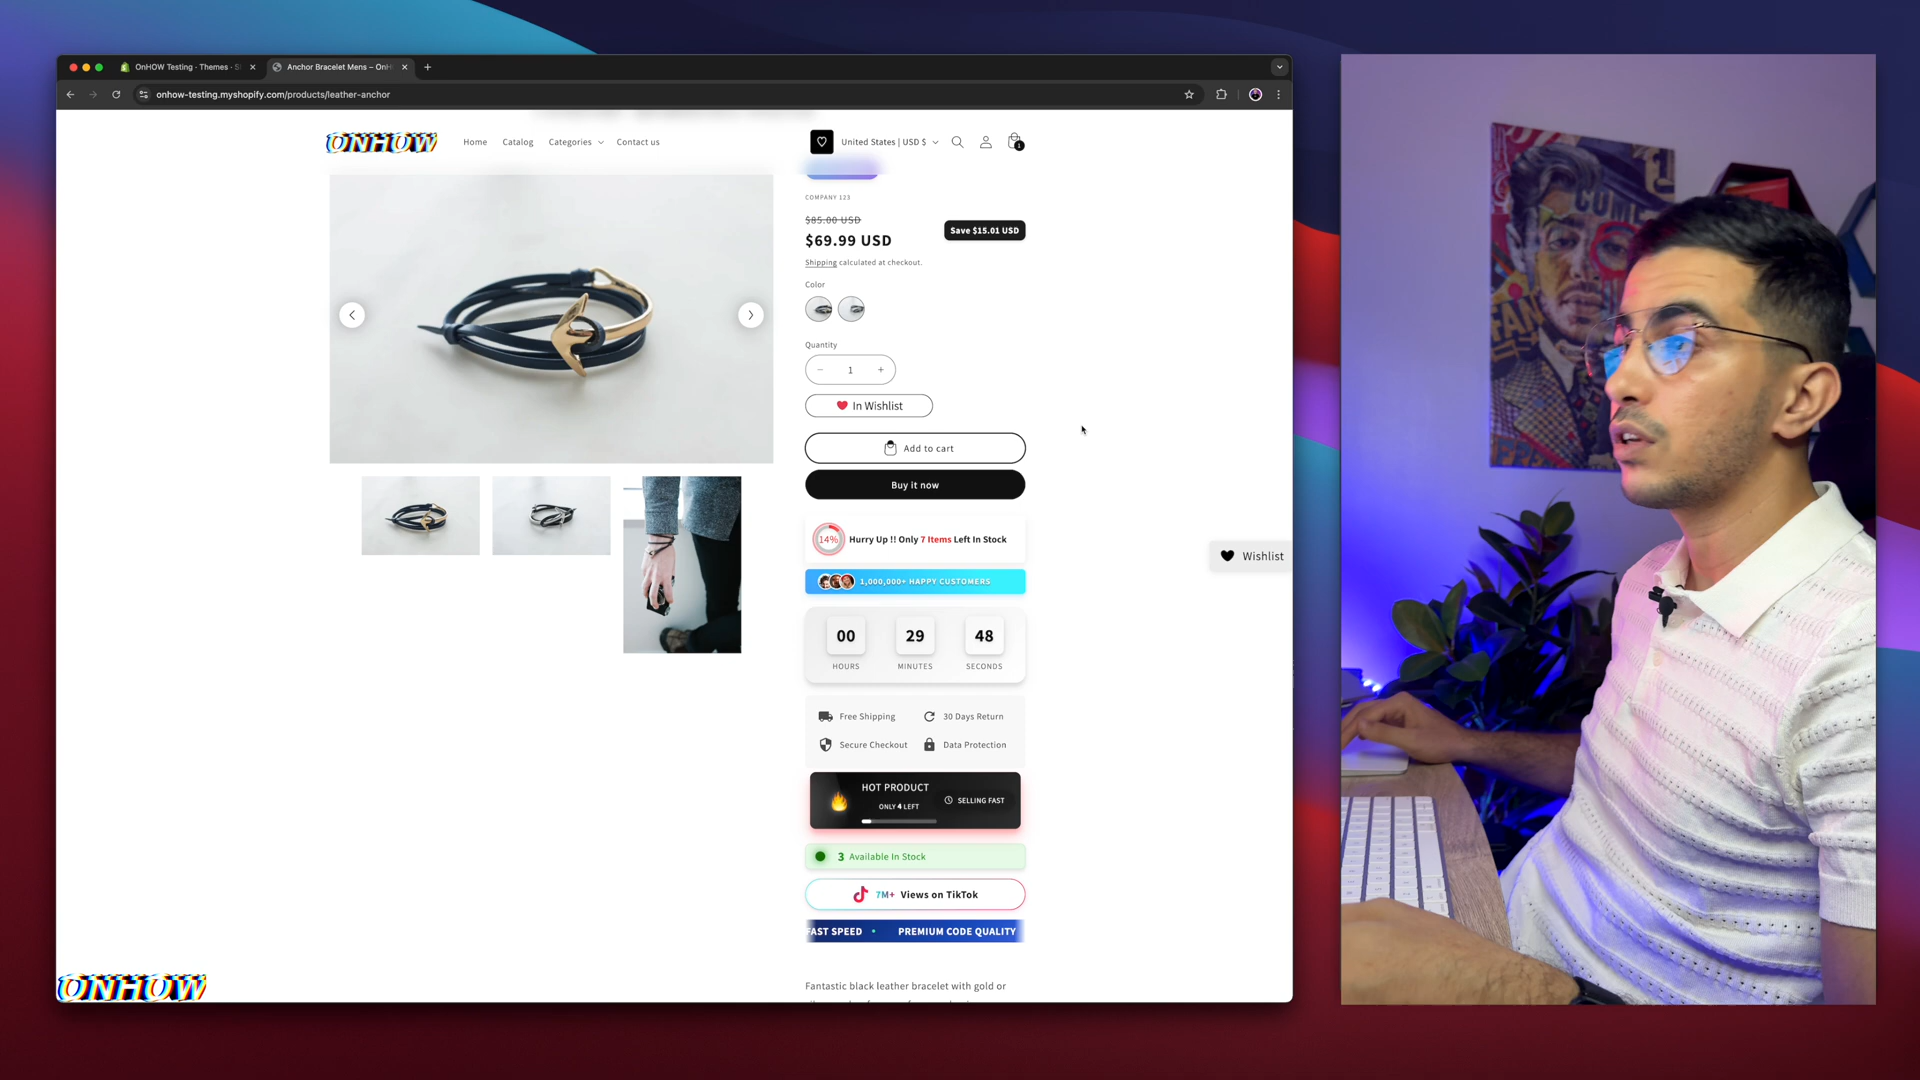 OnHOW Testing · Themes · S
Anchor Bracelet Mens – OnH
onhow-testing.myshopify.com/products/leather-anchor
ONHOW
Home
Catalog
Categories
Contact us
United States | USD $
1
COMPANY 123
$85.00 USD
$69.99 USD
Save $15.01 USD
Shipping calculated at checkout.
Color
Quantity
− 1 +
In Wishlist
Add to cart
Buy it now
14% Hurry Up !! Only 7 Items Left In Stock
1,000,000+ HAPPY CUSTOMERS
Wishlist
00 29 48
HOURS MINUTES SECONDS
Free Shipping
30 Days Return
Secure Checkout
Data Protection
HOT PRODUCT
ONLY 4 LEFT
SELLING FAST
3 Available In Stock
7M+ Views on TikTok
FAST SPEED • PREMIUM CODE QUALITY
Fantastic black leather bracelet with gold or
ONHOW
COME
FAN